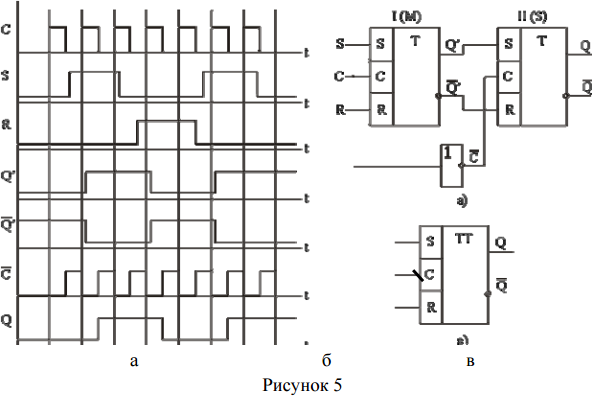 C t
S t
R t
Q' t
Q̅' t
C̅ t
Q
I (M) II (S)
S S T Q' S T Q
C C C
R R Q̅' R Q̅
1 C̅
а)
S TT Q
C Q̅
R
в)
а б в
Рисунок 5